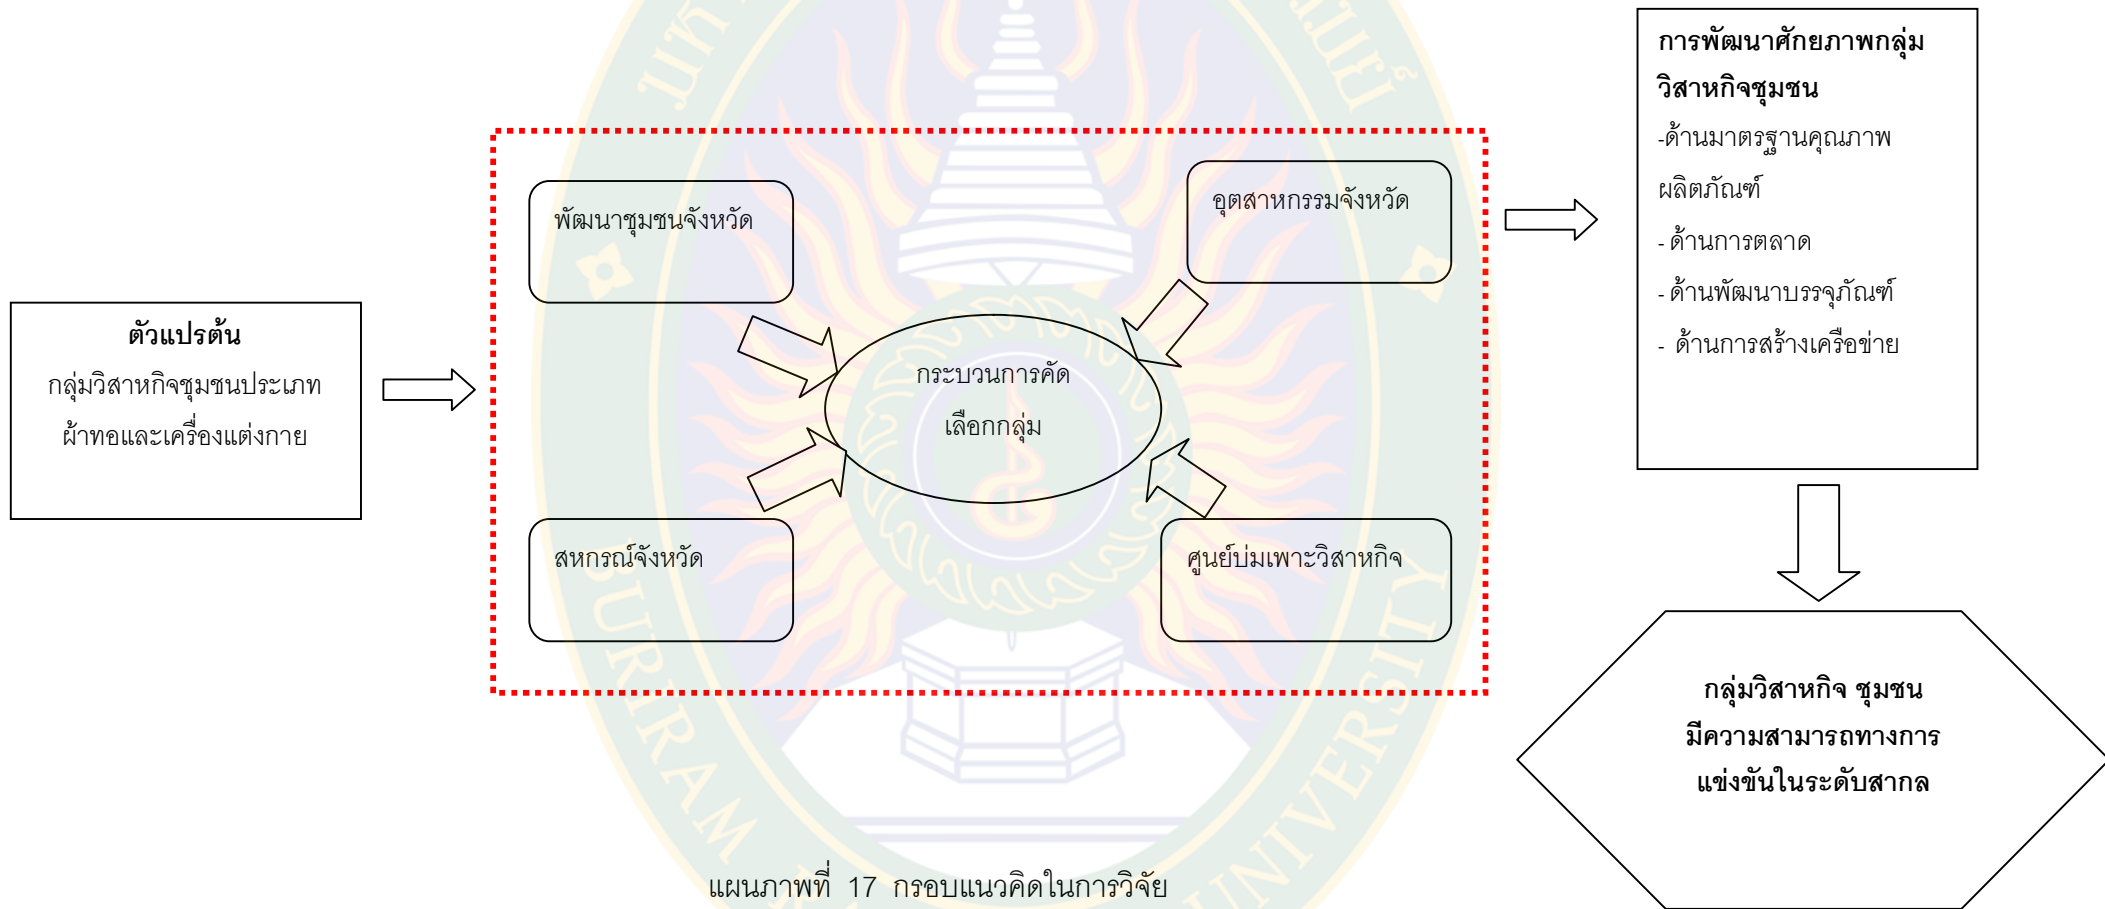 ตัวแปรต้น
กลุ่มวิสาหกิจชุมชนประเภท
ผ้าทอและเครื่องแต่งกาย
พัฒนาชุมชนจังหวัด
อุตสาหกรรมจังหวัด
กระบวนการคัด
เลือกกลุ่ม
สหกรณ์จังหวัด
ศูนย์บ่มเพาะวิสาหกิจ
การพัฒนาศักยภาพกลุ่ม
วิสาหกิจชุมชน
-ด้านมาตรฐานคุณภาพ
ผลิตภัณฑ์
- ด้านการตลาด
- ด้านพัฒนาบรรจุภัณฑ์
- ด้านการสร้างเครือข่าย
กลุ่มวิสาหกิจ ชุมชน
มีความสามารถทางการ
แข่งขันในระดับสากล
แผนภาพที่ 17 กรอบแนวคิดในการวิจัย
BURIRAM
UNIVERSITY